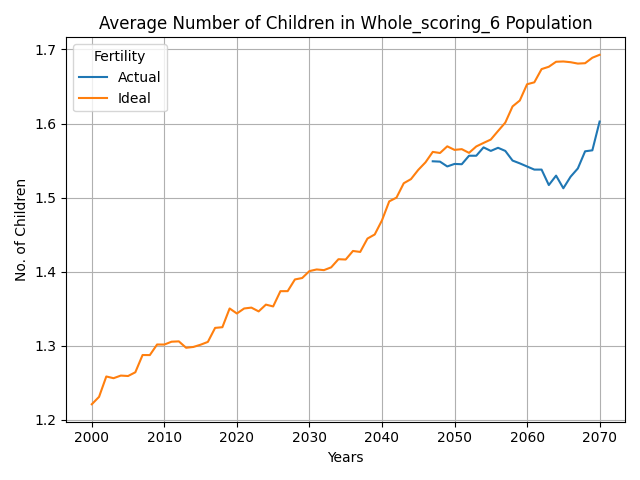 Average Number of Children in Whole_scoring_6 Population
Fertility
Actual
Ideal
No. of Children
1.7
1.6
1.5
1.4
1.3
1.2
2000 2010 2020 2030 2040 2050 2060 2070
Years